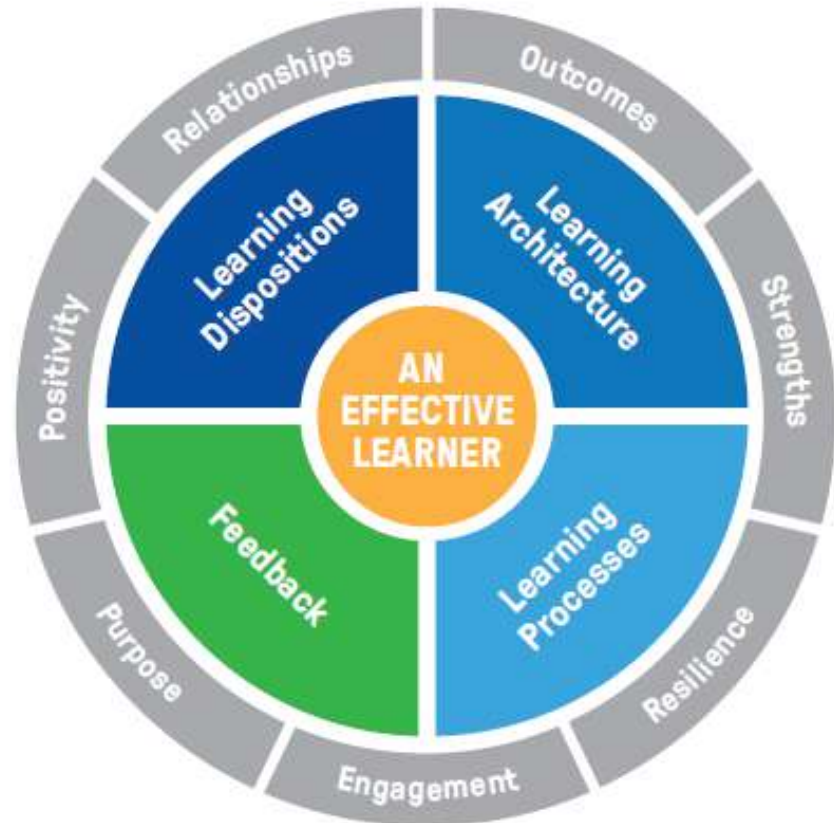 Relationships
Outcomes
Positivity
Strengths
Purpose
Resilience
Engagement
Learning
Dispositions
Learning
Architecture
Feedback
Learning
Processes
AN
EFFECTIVE
LEARNER